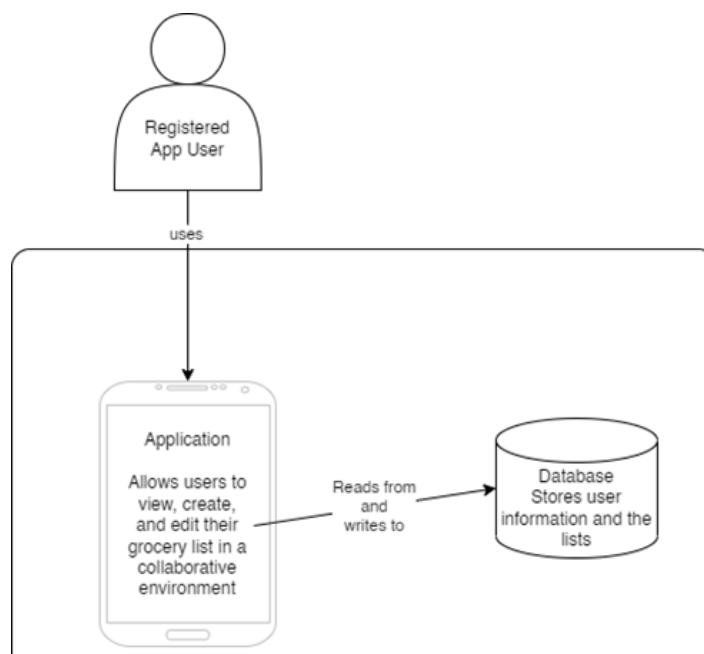 Registered
App User
uses
Application
Allows users to
view, create,
and edit their
grocery list in a
collaborative
environment
Reads from
and
writes to
Database
Stores user
information and the
lists